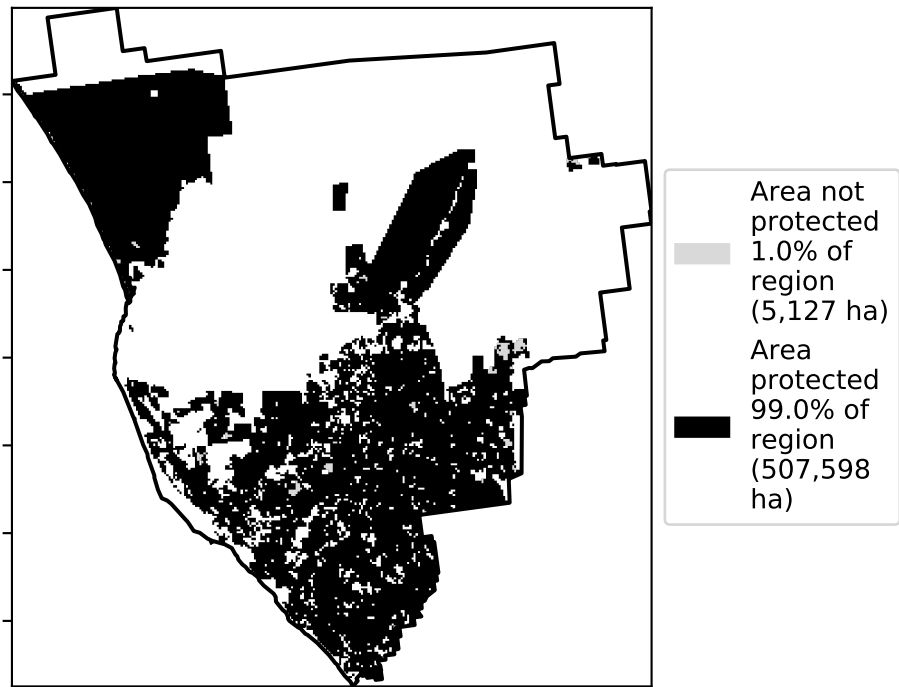 Area not
protected
1.0% of
region
(5,127 ha)
Area
protected
99.0% of
region
(507,598
ha)